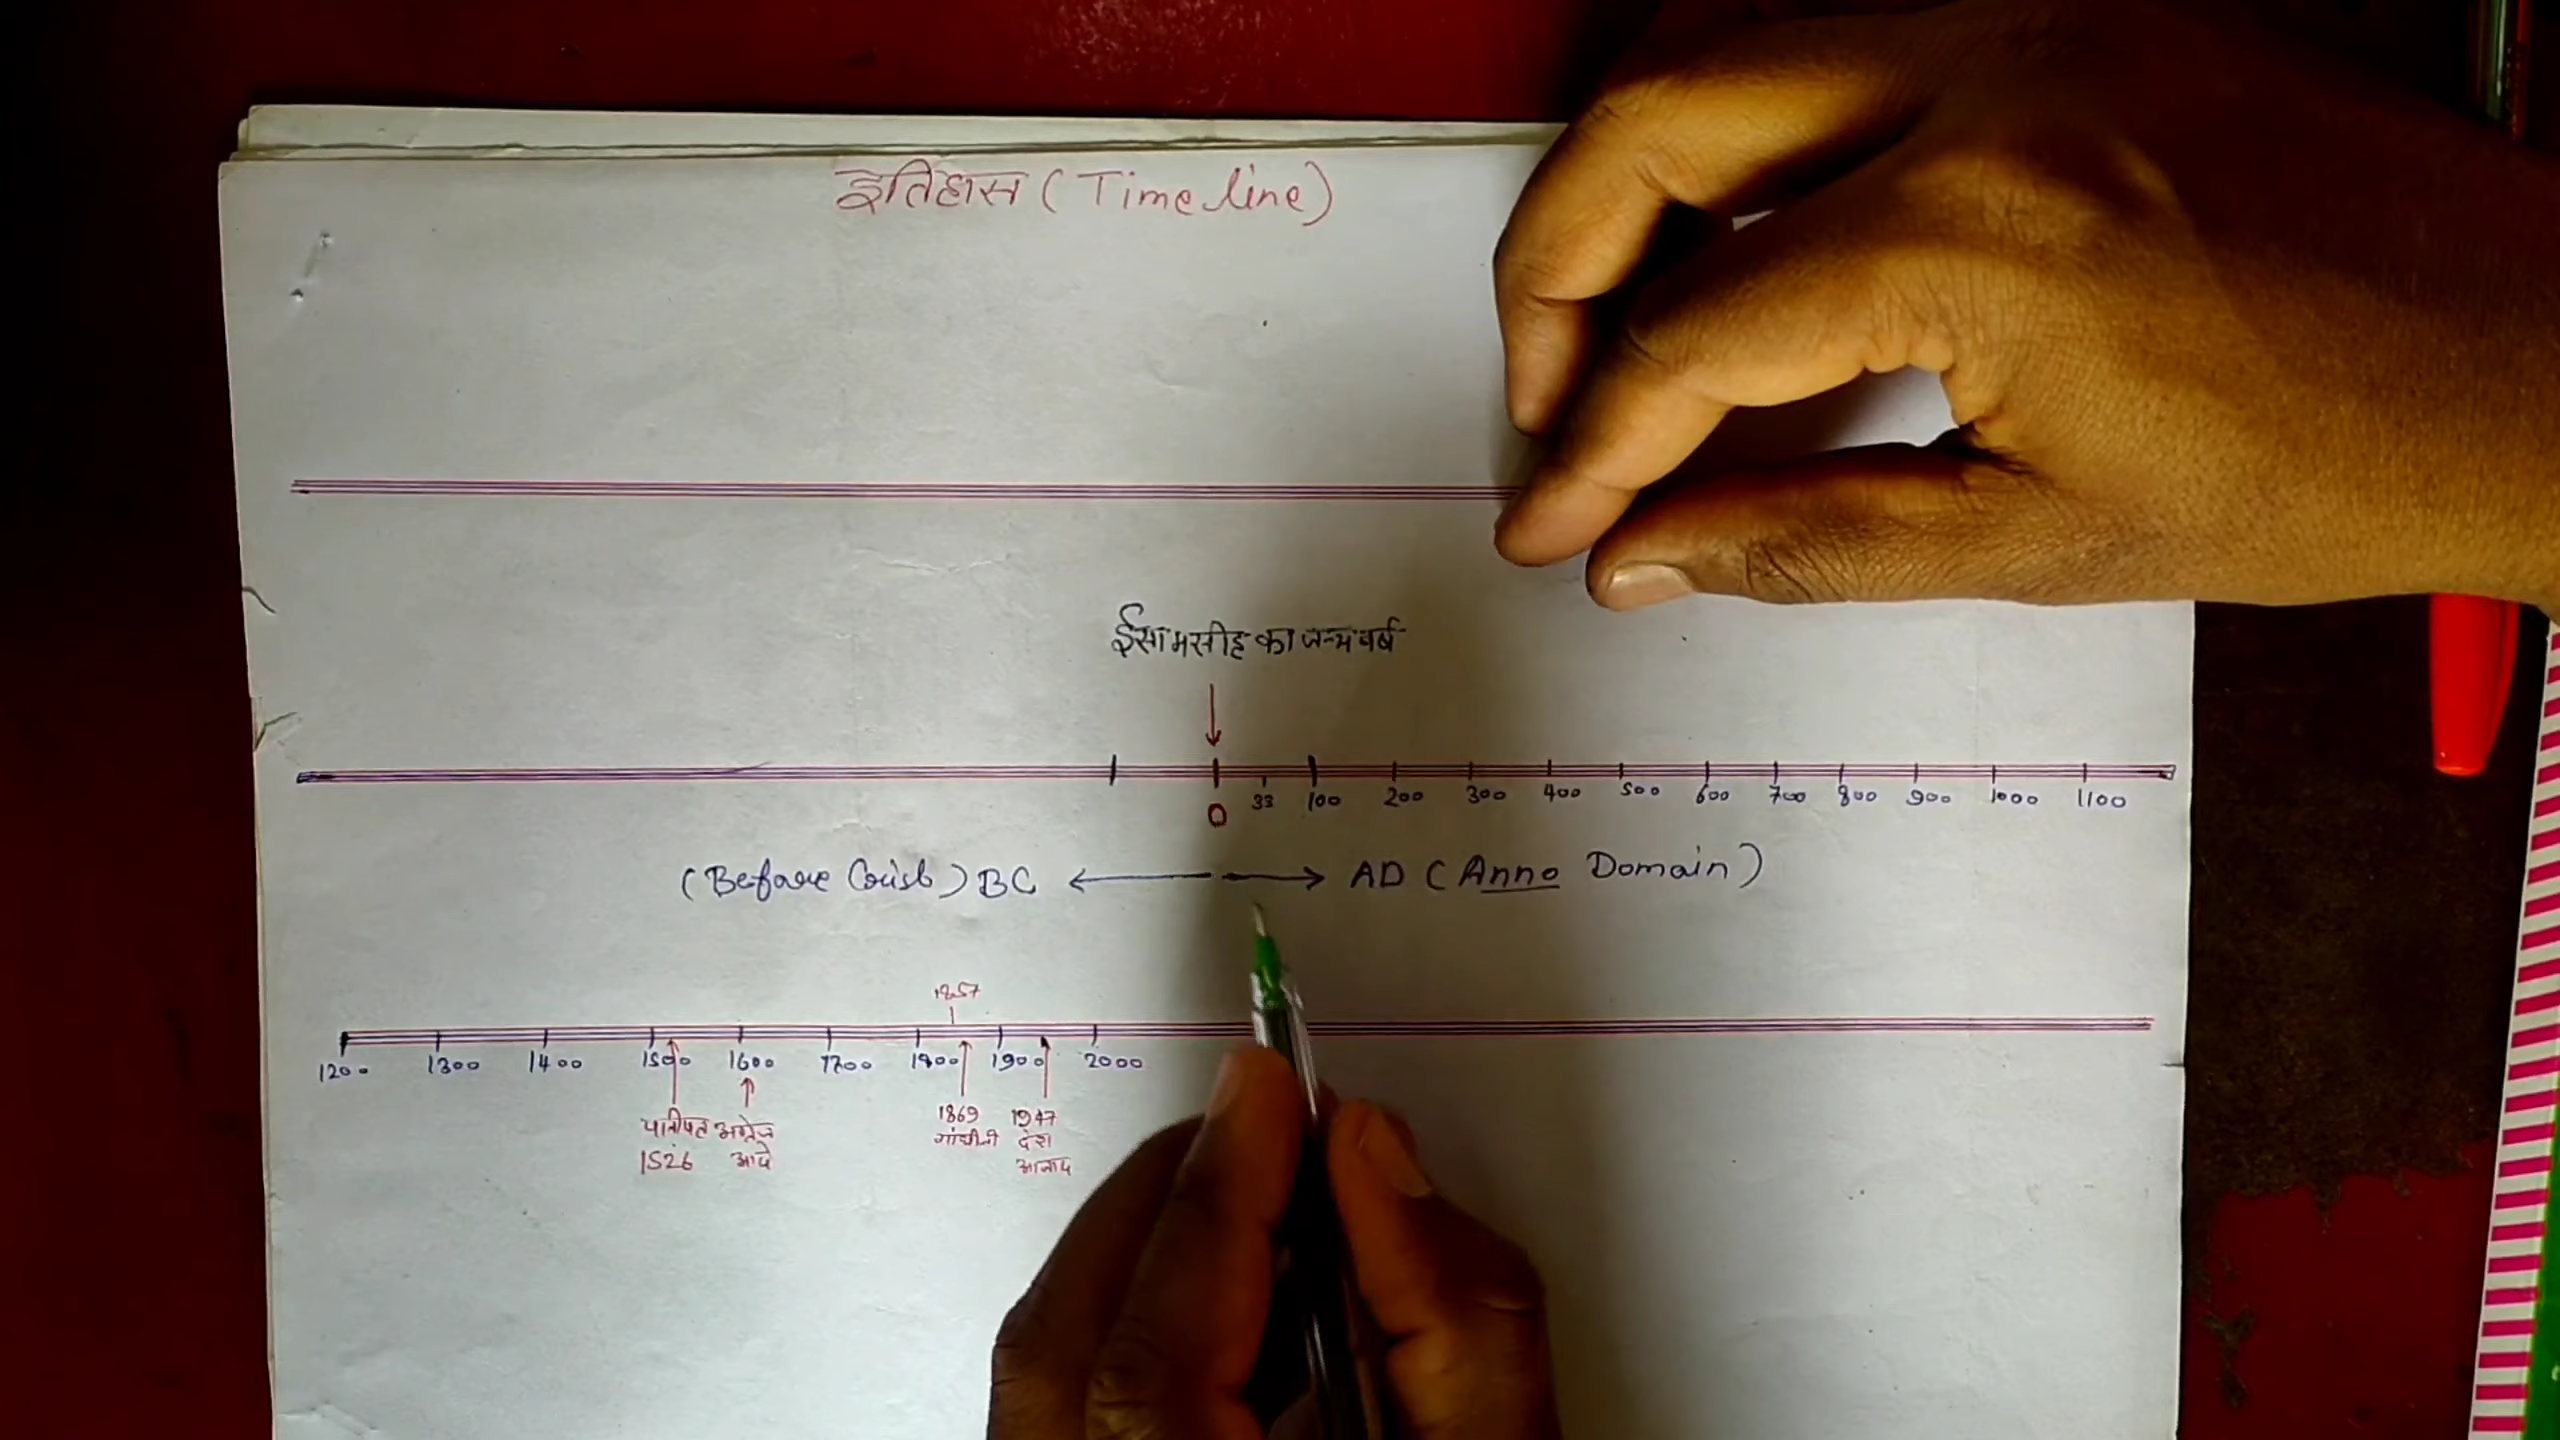 इतिहास (Time line)
ईसा मसीह का जन्म वर्ष
0 33 100 200 300 400 500 600 700 800 900 1000 1100
(Before Crist) BC AD (Anno Domain)
1857
1200 1300 1400 1500 1600 1700 1800 1900 2000
पानीपत अंग्रेज 1869 1947
1526 आये गांधीजी देश
आजाद